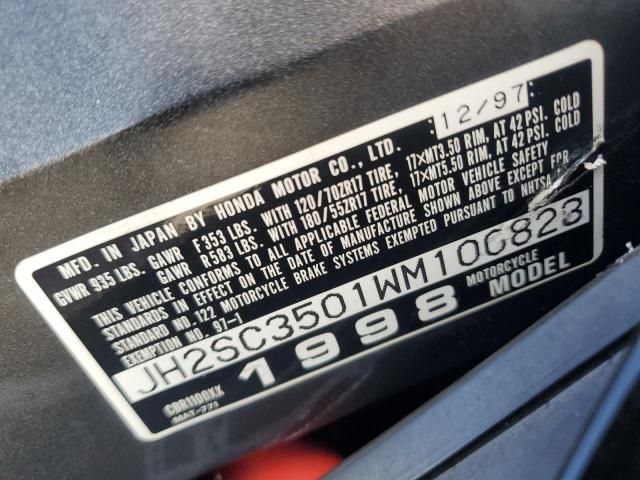 MFD. IN JAPAN BY HONDA MOTOR CO., LTD. 12/97
GVWR 935 LBS. GAWR F 353 LBS. WITH 120/70ZR17 TIRE, 17×MT3.50 RIM, AT 42 PSI. COLD
GAWR R 583 LBS. WITH 180/55ZR17 TIRE, 17×MT5.50 RIM, AT 42 PSI. COLD
THIS VEHICLE CONFORMS TO ALL APPLICABLE FEDERAL MOTOR VEHICLE SAFETY
STANDARDS IN EFFECT ON THE DATE OF MANUFACTURE SHOWN ABOVE EXCEPT FOR
STANDARD NO. 122 MOTORCYCLE BRAKE SYSTEMS EXEMPTED PURSUANT TO NHTSA
EXEMPTION NO. 97-1
JH2SC3501WM100823
CBR1100XX 1998 MOTORCYCLE
MAT-771 MODEL